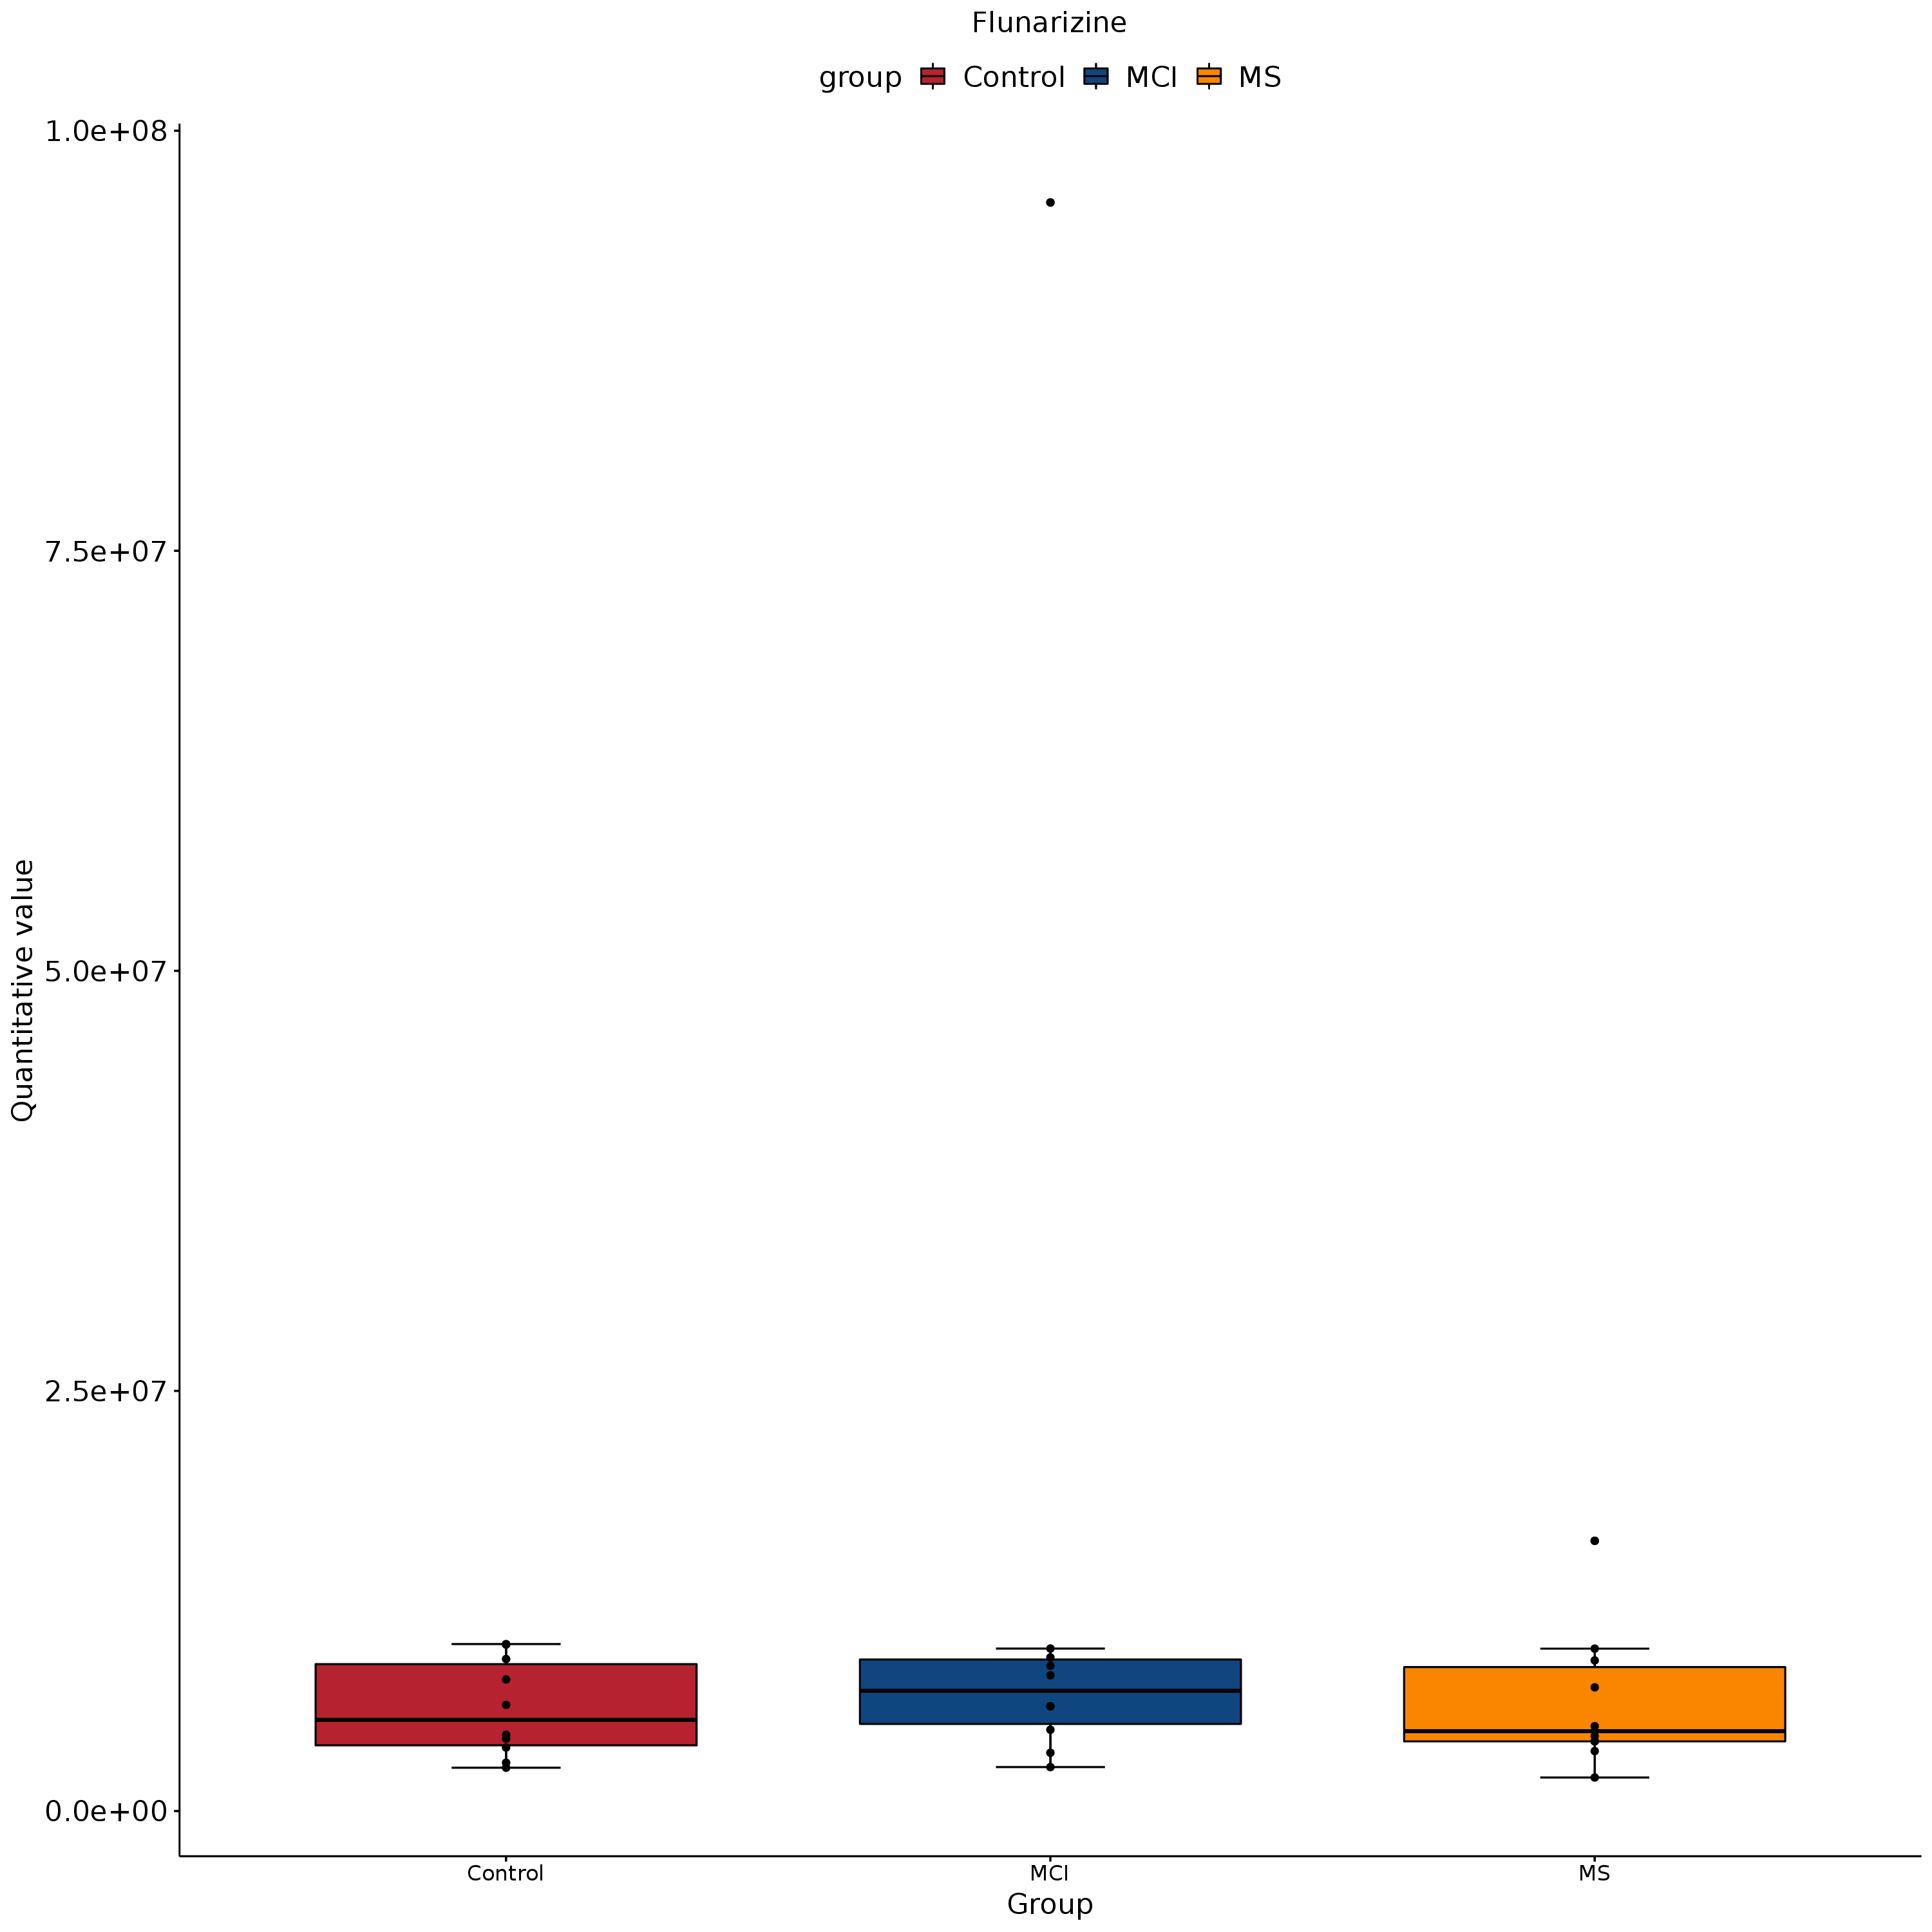 Flunarizine
group Control MCI MS
1.0e+08
7.5e+07
5.0e+07
2.5e+07
0.0e+00
Quantitative value
Control MCI MS
Group